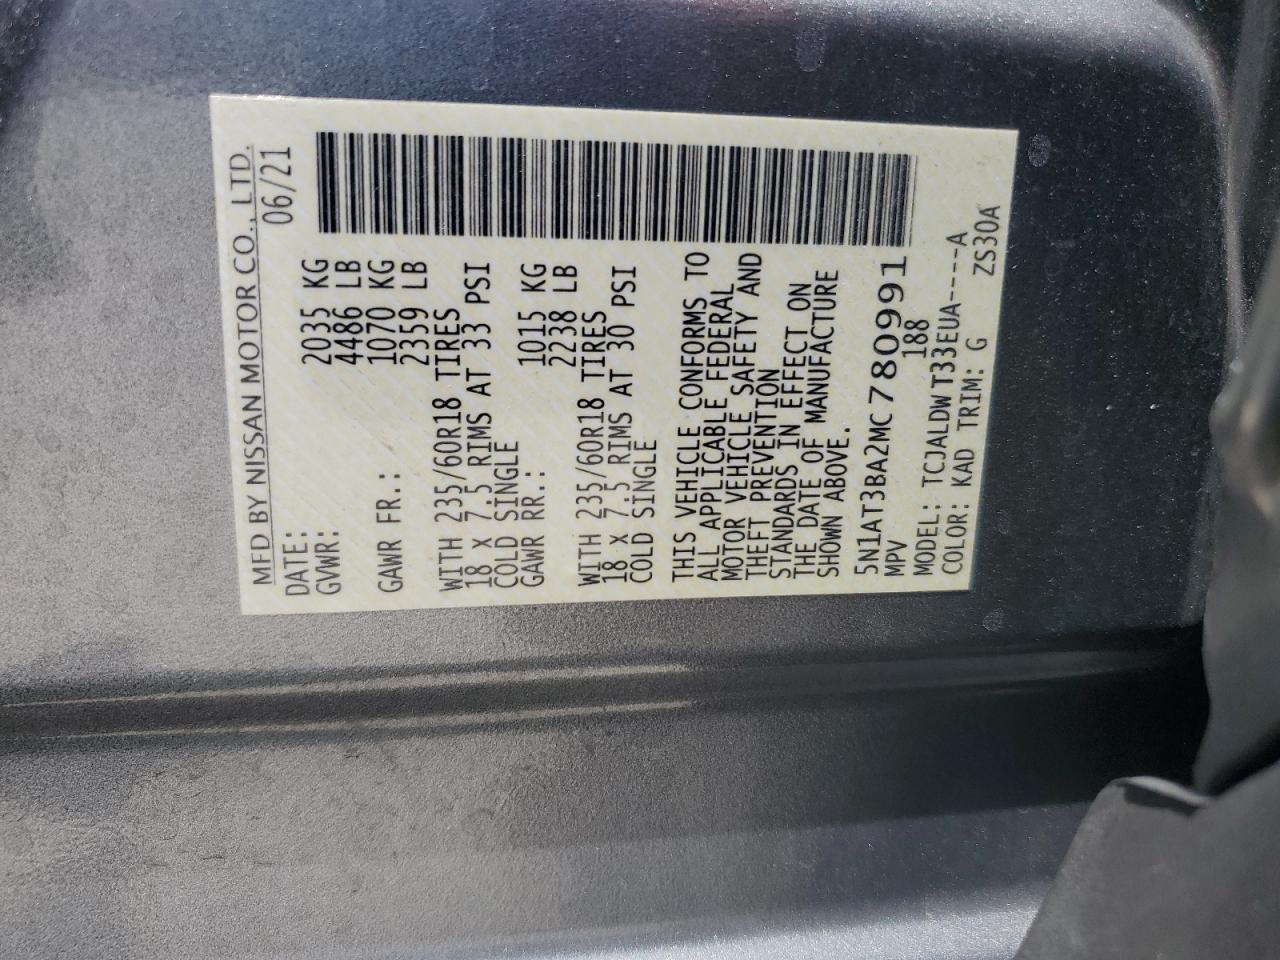 MFD BY NISSAN MOTOR CO., LTD.
DATE: 06/21
GVWR: 2035 KG
4486 LB
GAWR FR.: 1070 KG
2359 LB
WITH 235/60R18 TIRES
18 x 7.5 RIMS AT 33 PSI
COLD SINGLE
GAWR RR.: 1015 KG
2238 LB
WITH 235/60R18 TIRES
18 x 7.5 RIMS AT 30 PSI
COLD SINGLE
THIS VEHICLE CONFORMS TO
ALL APPLICABLE FEDERAL
MOTOR VEHICLE SAFETY AND
THEFT PREVENTION
STANDARDS IN EFFECT ON
THE DATE OF MANUFACTURE
SHOWN ABOVE.
5N1AT3BA2MC780991
MPV 188
MODEL: TCJALDWT33EUA----A
COLOR: KAD TRIM: G ZS30A